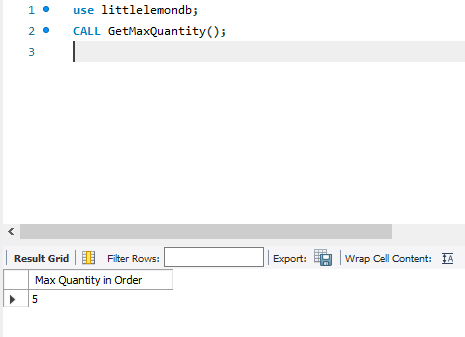 1 use littlelemondb;
2 CALL GetMaxQuantity();
3
Result Grid Filter Rows: Export: Wrap Cell Content:
Max Quantity in Order
5